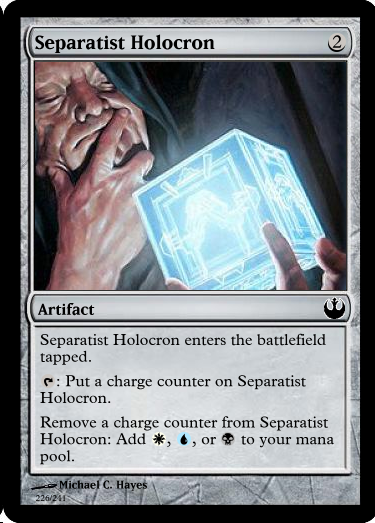 Separatist Holocron 2
Artifact
Separatist Holocron enters the battlefield
tapped.
: Put a charge counter on Separatist
Holocron.
Remove a charge counter from Separatist
Holocron: Add , , or to your mana
pool.
Michael C. Hayes
226/241